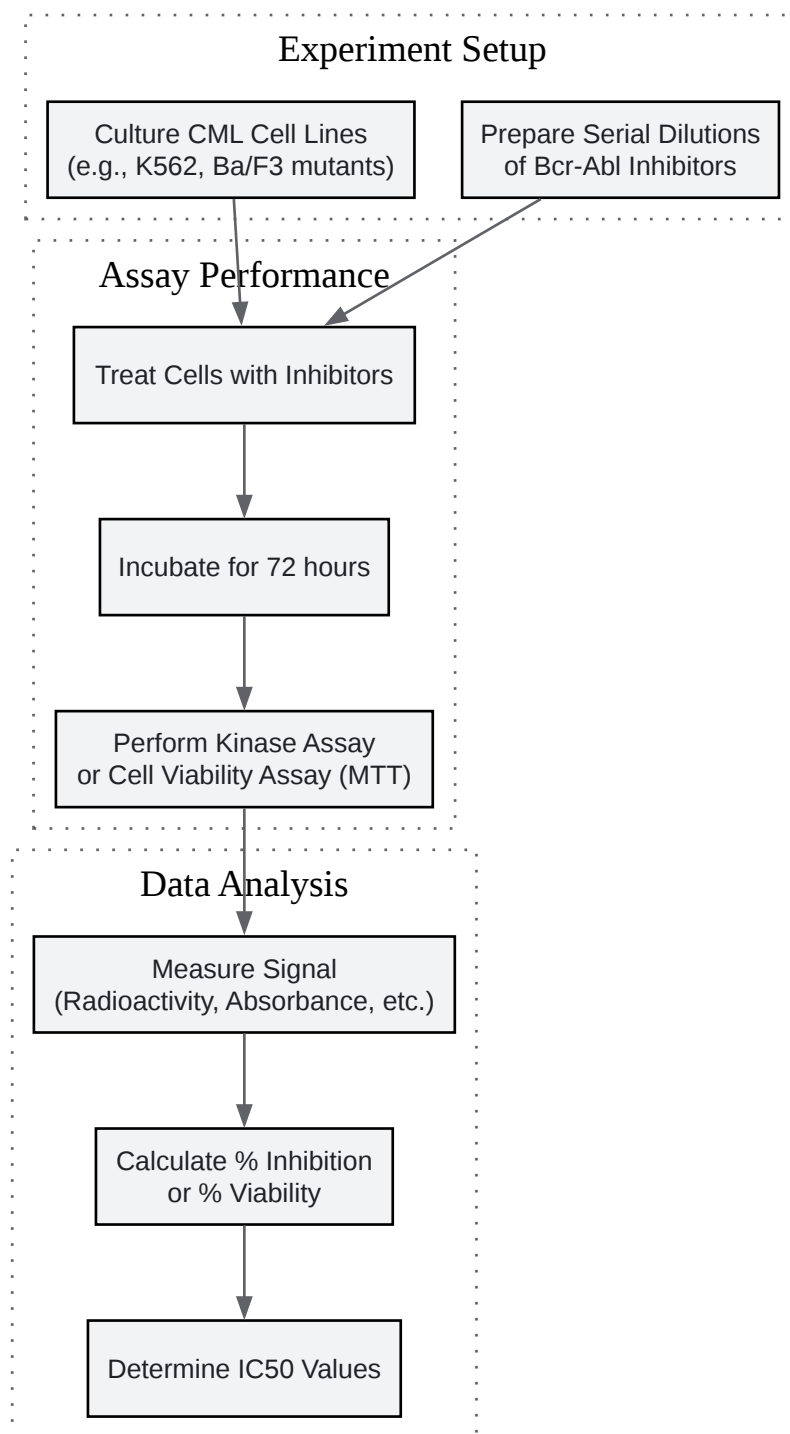 Experiment Setup
Culture CML Cell Lines
(e.g., K562, Ba/F3 mutants)
Prepare Serial Dilutions
of Bcr-Abl Inhibitors
Assay Performance
Treat Cells with Inhibitors
Incubate for 72 hours
Perform Kinase Assay
or Cell Viability Assay (MTT)
Data Analysis
Measure Signal
(Radioactivity, Absorbance, etc.)
Calculate % Inhibition
or % Viability
Determine IC50 Values